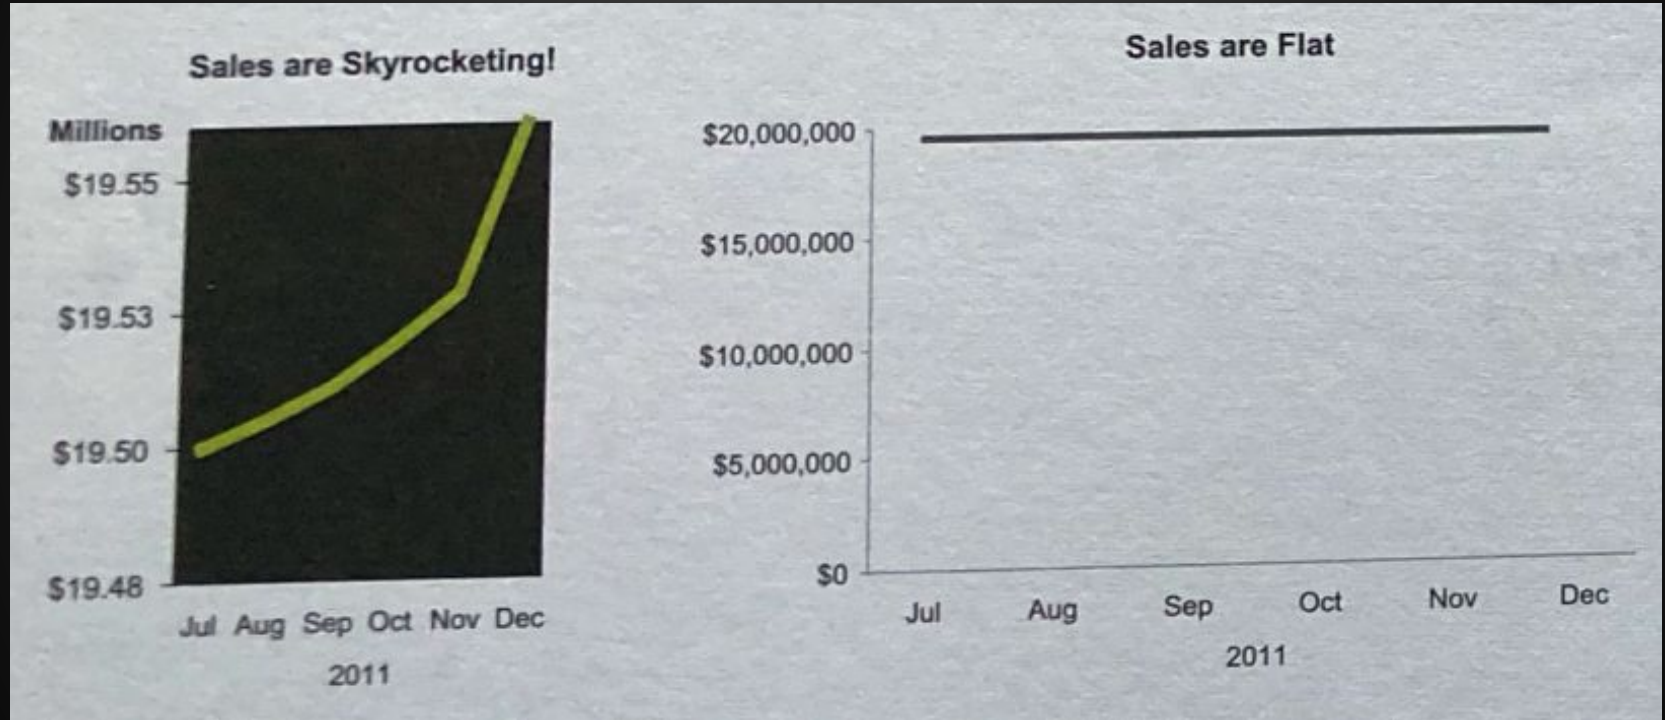 Sales are Skyrocketing!
Millions
$19.55
$19.53
$19.50
$19.48
Jul Aug Sep Oct Nov Dec
2011
Sales are Flat
$20,000,000
$15,000,000
$10,000,000
$5,000,000
$0
Jul Aug Sep Oct Nov Dec
2011